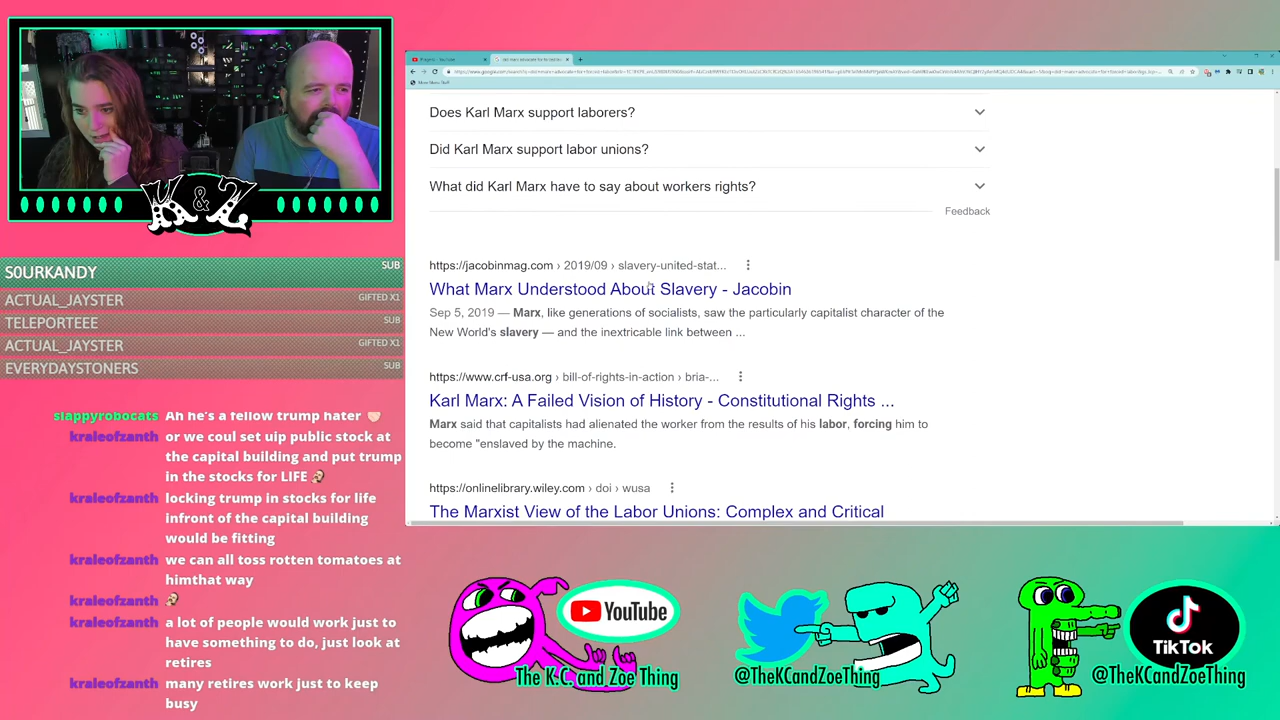 K & Z
S0URKANDY SUB
ACTUAL_JAYSTER GIFTED X1
TELEPORTEEE SUB
ACTUAL_JAYSTER GIFTED X1
EVERYDAYSTONERS SUB
slappyrobocats Ah he's a fellow trump hater
kraleofzanth or we coul set uip public stock at
the capital building and put trump
in the stocks for LIFE
kraleofzanth locking trump in stocks for life
infront of the capital building
would be fitting
kraleofzanth we can all toss rotten tomatoes at
himthat way
kraleofzanth
kraleofzanth a lot of people would work just to
have something to do, just look at
retires
kraleofzanth many retires work just to keep
busy
Does Karl Marx support laborers?
Did Karl Marx support labor unions?
What did Karl Marx have to say about workers rights?
Feedback
https://jacobinmag.com › 2019/09 › slavery-united-stat...
What Marx Understood About Slavery - Jacobin
Sep 5, 2019 — Marx, like generations of socialists, saw the particularly capitalist character of the
New World's slavery — and the inextricable link between ...
https://www.crf-usa.org › bill-of-rights-in-action › bria-...
Karl Marx: A Failed Vision of History - Constitutional Rights ...
Marx said that capitalists had alienated the worker from the results of his labor, forcing him to
become "enslaved by the machine.
https://onlinelibrary.wiley.com › doi › wusa
The Marxist View of the Labor Unions: Complex and Critical
YouTube
The K.C. and Zoe Thing
@TheKCandZoeThing
TikTok
@TheKCandZoeThing